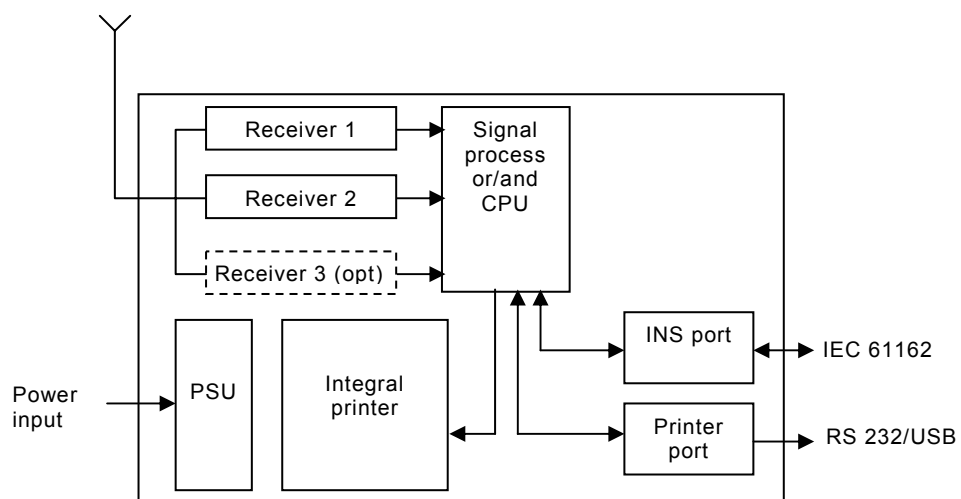 Receiver 1
Receiver 2
Receiver 3 (opt)
Signal
process
or/and
CPU
INS port
IEC 61162
Power
input
PSU
Integral
printer
Printer
port
RS 232/USB